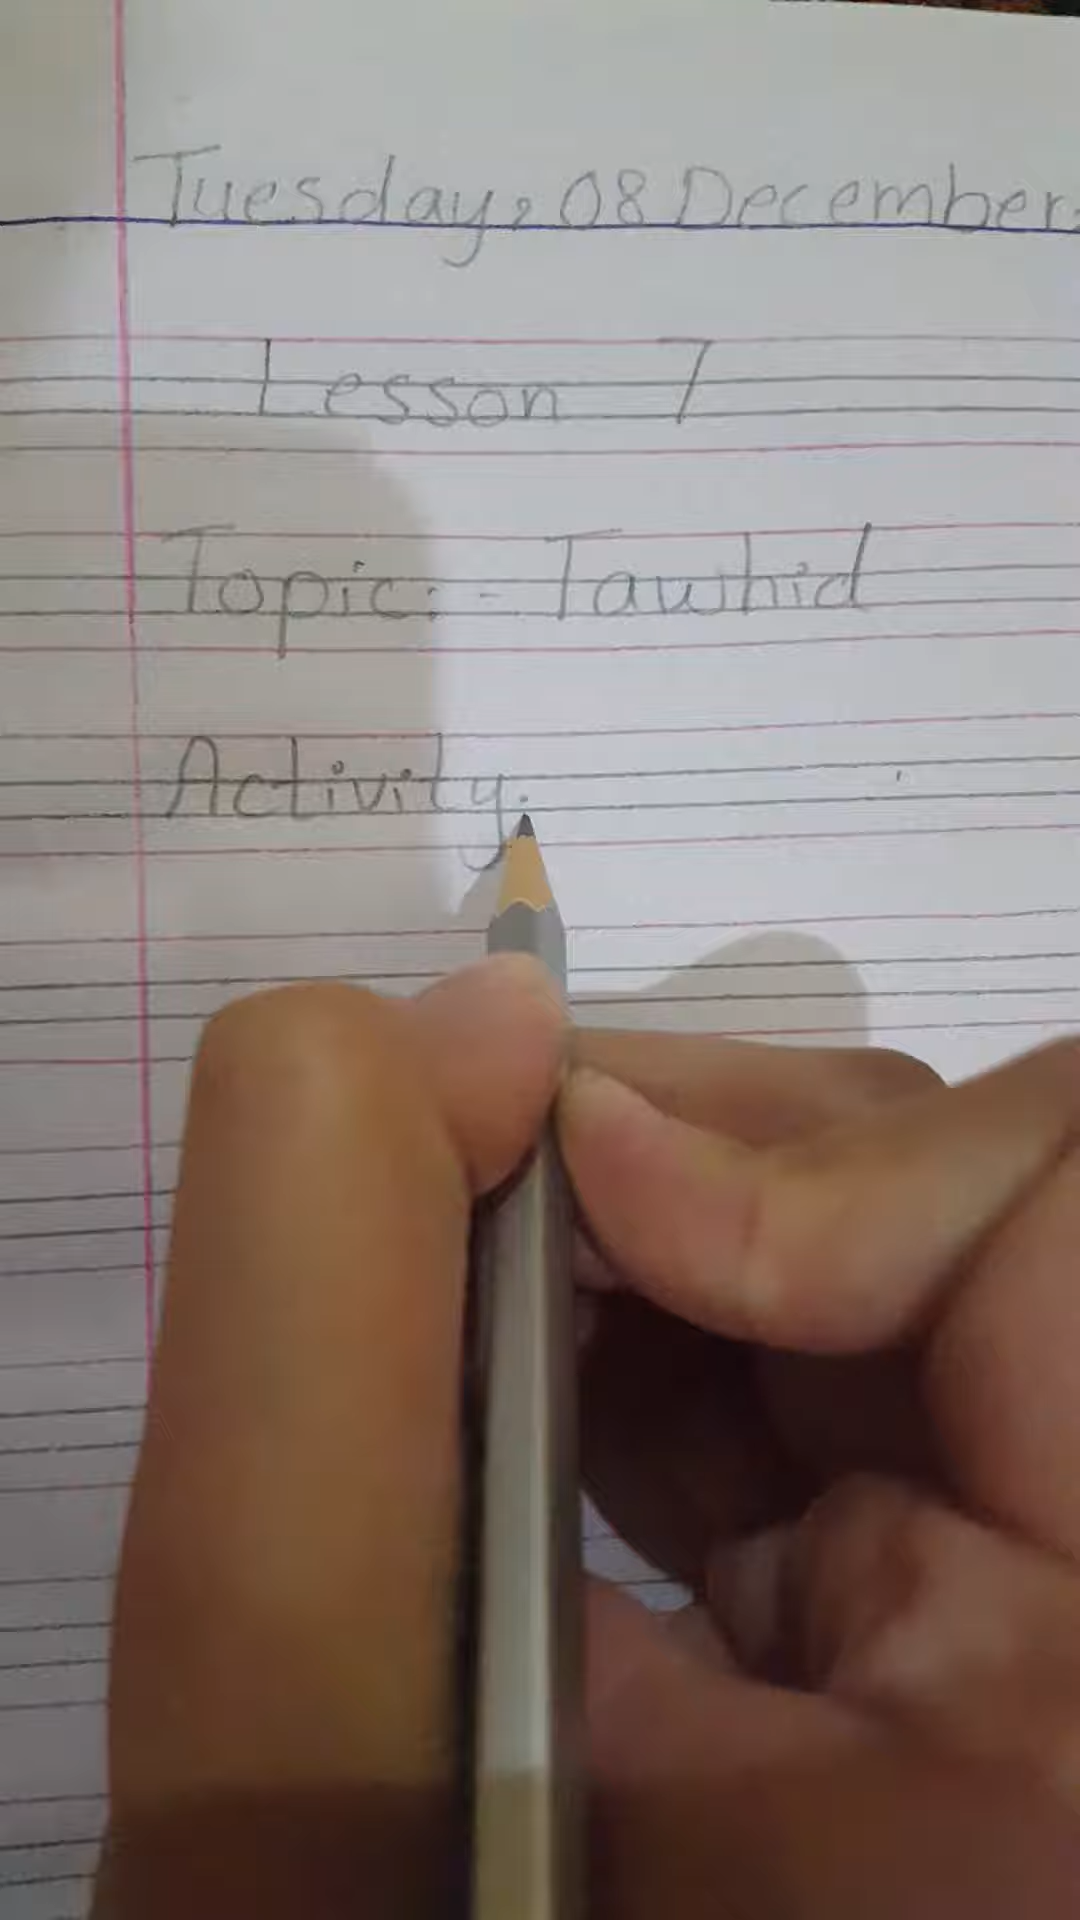 Tuesday, 08 December
Lesson 7
Topic:- Tawhid
Activity.